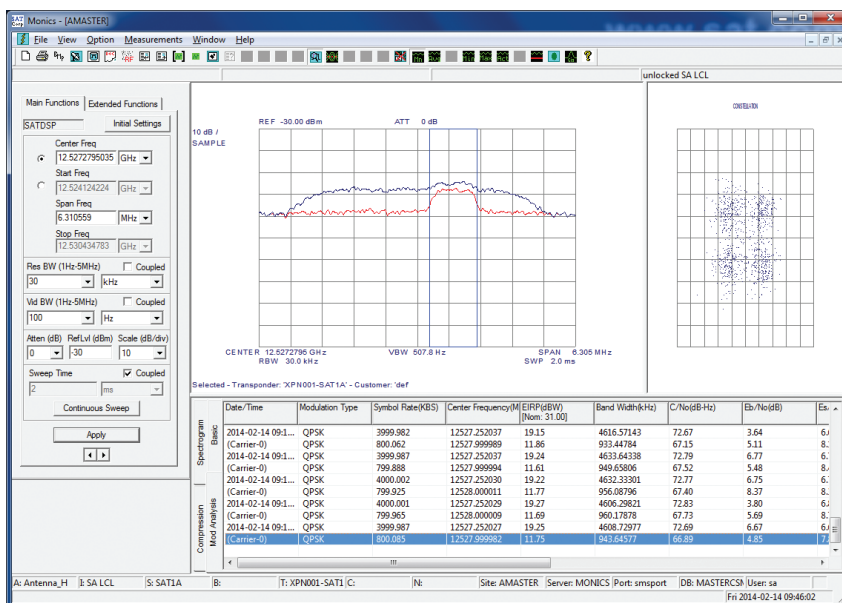 SAT Corp Monics - [AMASTER]
File View Option Measurements Window Help
unlocked SA LCL
Main Functions Extended Functions
SATDSP Initial Settings
Center Freq
12.5272795035 GHz
Start Freq
12.524124224 GHz
Span Freq
6.310559 MHz
Stop Freq
12.530434783 GHz
Res BW (1Hz-5MHz) Coupled
30 kHz
Vid BW (1Hz-5MHz) Coupled
100 Hz
Atten (dB) RefLvl (dBm) Scale (dB/div)
0 -30 10
Sweep Time Coupled
2 ms
Continuous Sweep
Apply
REF -30.00 dBm ATT 0 dB
10 dB /
SAMPLE
CENTER 12.5272795 GHz VBW 507.8 Hz SPAN 6.305 MHz
RBW 30.0 kHz SWP 2.0 ms
Selected - Transponder: 'XPN001-SAT1A' - Customer: 'def
CONSTELLATION
Spectrogram Basic
Compression Mod Analysis
Date/Time Modulation Type Symbol Rate(KBS) Center Frequency(M EIRP(dBW) Band Width(kHz) C/No(dB-Hz) Eb/No(dB) Es/
[Nom: 31.00]
2014-02-14 09:1... QPSK 3999.982 12527.252037 19.15 4616.57143 72.67 3.64
(Carrier-0) QPSK 800.062 12527.999989 11.86 933.44784 67.15 5.11 8.
2014-02-14 09:1... QPSK 3999.987 12527.252037 19.24 4633.64338 72.79 6.77 6.
(Carrier-0) QPSK 799.888 12527.999994 11.61 949.65806 67.52 5.48 8.
2014-02-14 09:1... QPSK 4000.002 12527.252030 19.22 4632.33301 72.77 6.75 6.
(Carrier-0) QPSK 799.925 12528.000011 11.77 956.08796 67.40 8.37 8.
2014-02-14 09:1... QPSK 4000.001 12527.252029 19.27 4606.29821 72.83 3.80 6.
(Carrier-0) QPSK 799.965 12528.000009 11.69 960.17878 67.73 5.69 8.
2014-02-14 09:1... QPSK 3999.987 12527.252027 19.25 4608.72977 72.69 6.67 6.
(Carrier-0) QPSK 800.085 12527.999982 11.75 943.64577 66.89 4.85 7.
A: Antenna_H I: SA LCL S: SAT1A B: T: XPN001-SAT1 C: N: Site: AMASTER Server: MONICS Port: smsport DB: MASTERCSM User: sa
Fri 2014-02-14 09:46:02